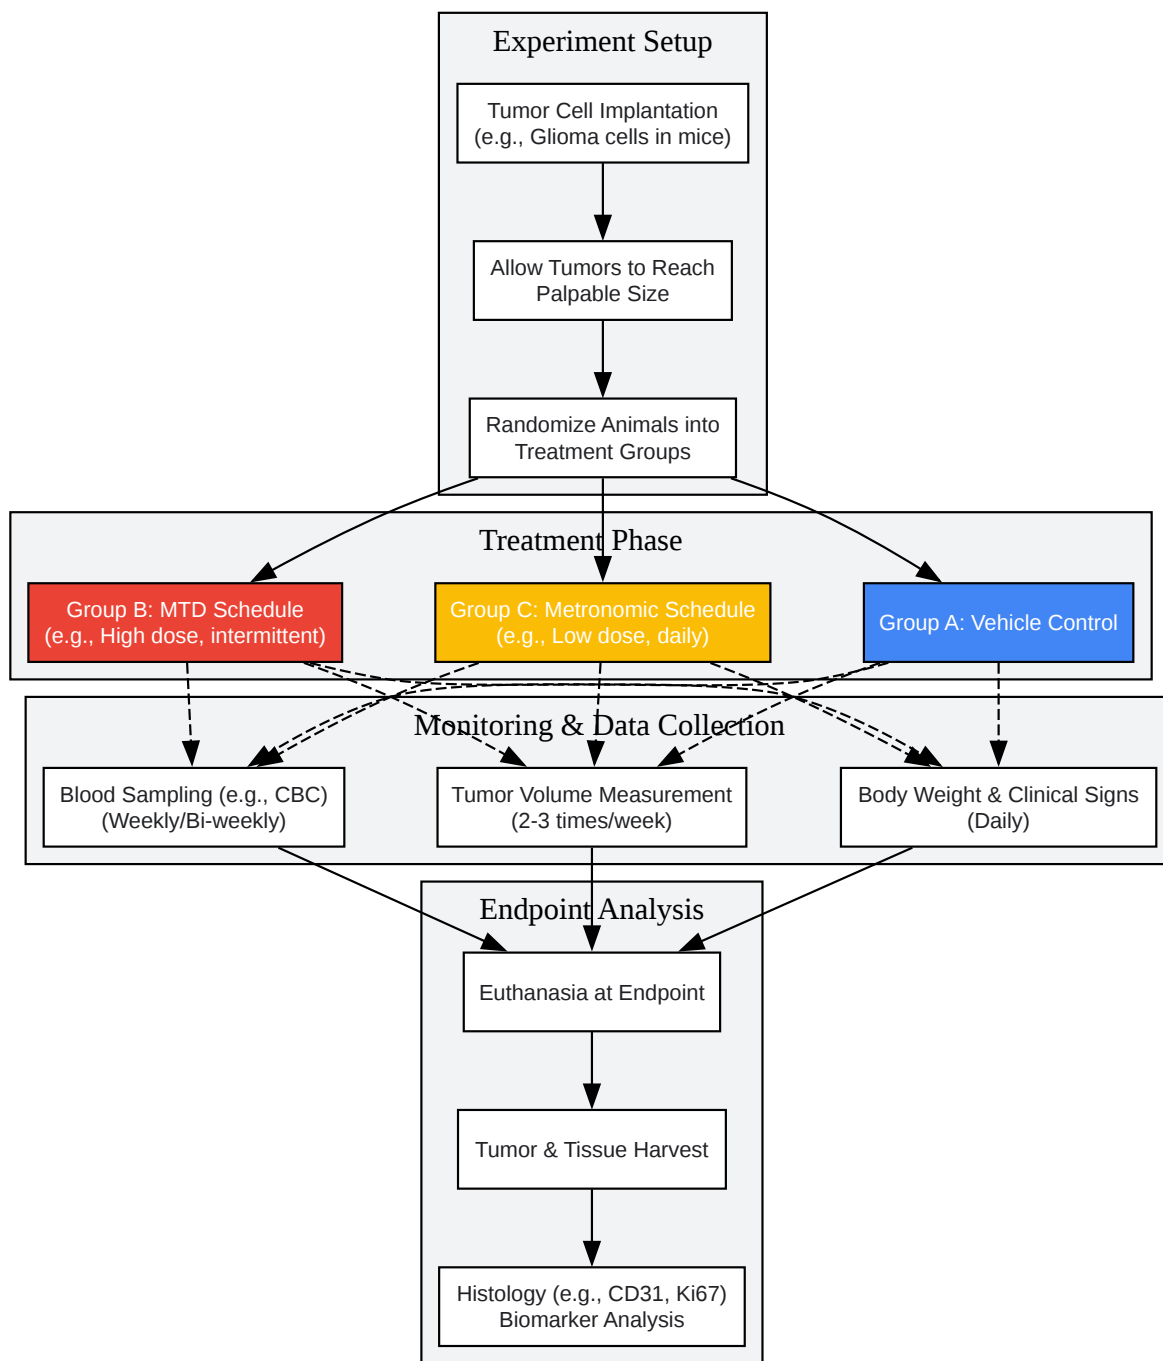 Experiment Setup
Tumor Cell Implantation
(e.g., Glioma cells in mice)
Allow Tumors to Reach
Palpable Size
Randomize Animals into
Treatment Groups
Treatment Phase
Group B: MTD Schedule
(e.g., High dose, intermittent)
Group C: Metronomic Schedule
(e.g., Low dose, daily)
Group A: Vehicle Control
Monitoring & Data Collection
Blood Sampling (e.g., CBC)
(Weekly/Bi-weekly)
Tumor Volume Measurement
(2-3 times/week)
Body Weight & Clinical Signs
(Daily)
Endpoint Analysis
Euthanasia at Endpoint
Tumor & Tissue Harvest
Histology (e.g., CD31, Ki67)
Biomarker Analysis